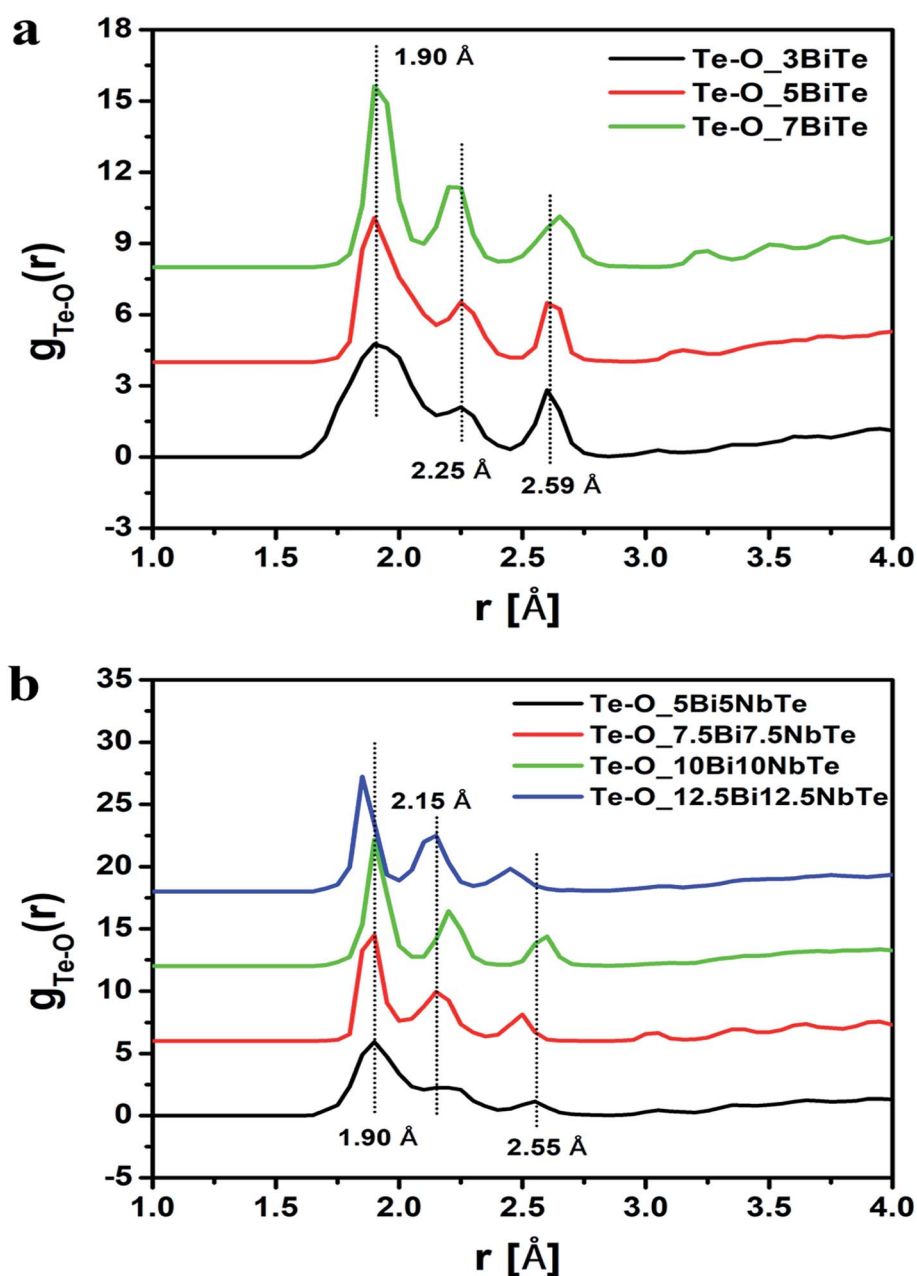 a
18
15
12
9
6
3
0
-3
g_Te-O(r)
1.90 Å
2.25 Å
2.59 Å
Te-O_3BiTe
Te-O_5BiTe
Te-O_7BiTe
1.0 1.5 2.0 2.5 3.0 3.5 4.0
r [Å]
b
35
30
25
20
15
10
5
0
-5
g_Te-O(r)
2.15 Å
1.90 Å
2.55 Å
Te-O_5Bi5NbTe
Te-O_7.5Bi7.5NbTe
Te-O_10Bi10NbTe
Te-O_12.5Bi12.5NbTe
1.0 1.5 2.0 2.5 3.0 3.5 4.0
r [Å]